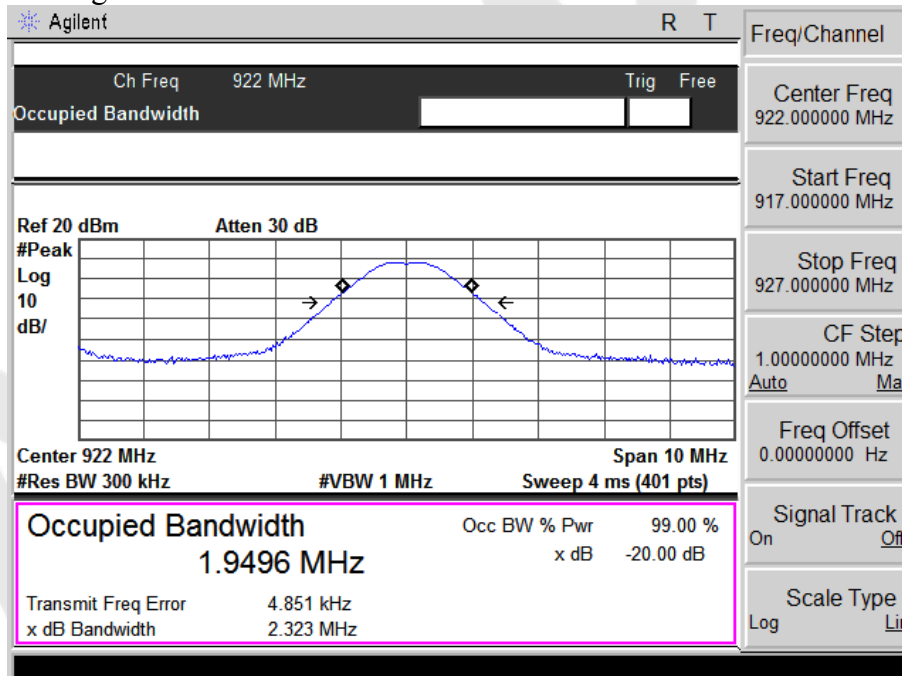 Agilent R T
Ch Freq 922 MHz Trig Free
Occupied Bandwidth
Ref 20 dBm Atten 30 dB
#Peak
Log
10
dB/
Center 922 MHz Span 10 MHz
#Res BW 300 kHz #VBW 1 MHz Sweep 4 ms (401 pts)
Occupied Bandwidth Occ BW % Pwr 99.00 %
1.9496 MHz x dB -20.00 dB
Transmit Freq Error 4.851 kHz
x dB Bandwidth 2.323 MHz
Freq/Channel
Center Freq
922.000000 MHz
Start Freq
917.000000 MHz
Stop Freq
927.000000 MHz
CF Step
1.00000000 MHz
Auto Ma
Freq Offset
0.00000000 Hz
Signal Track
On Off
Scale Type
Log Li